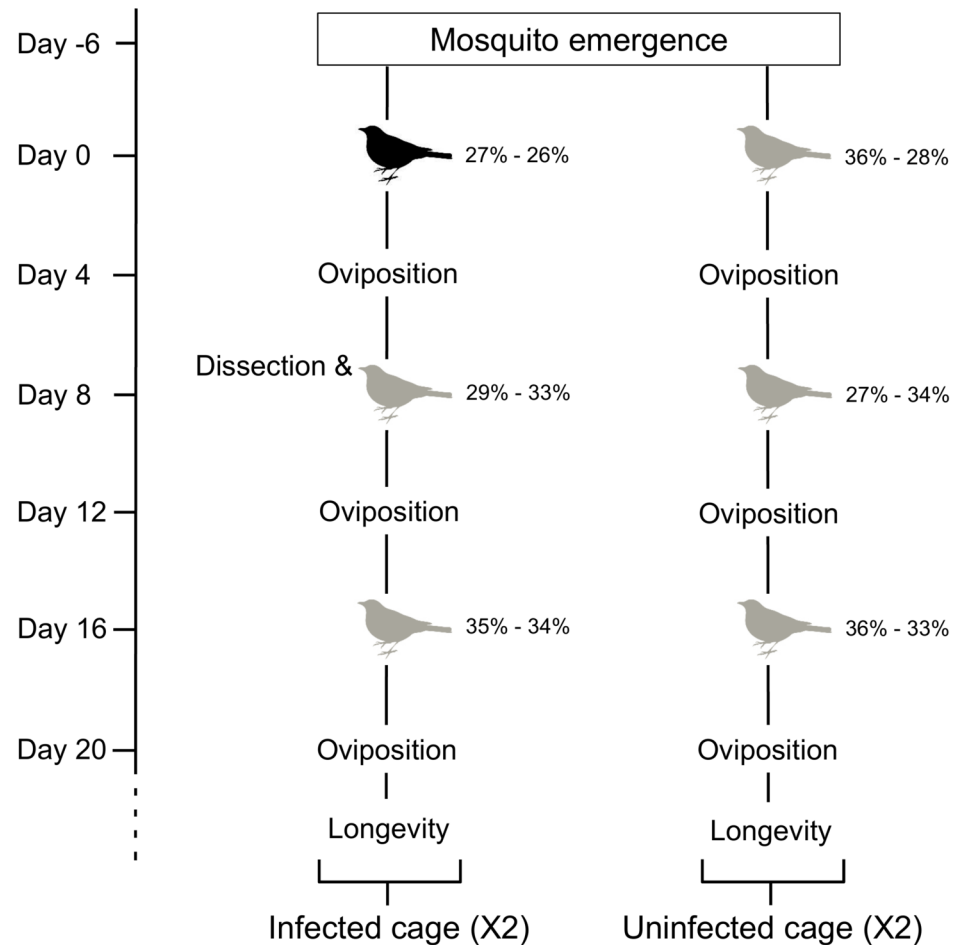 Day -6
Mosquito emergence
Day 0
27% - 26%
36% - 28%
Day 4
Oviposition
Oviposition
Dissection &
Day 8
29% - 33%
27% - 34%
Day 12
Oviposition
Oviposition
Day 16
35% - 34%
36% - 33%
Day 20
Oviposition
Oviposition
Longevity
Longevity
Infected cage (X2)
Uninfected cage (X2)